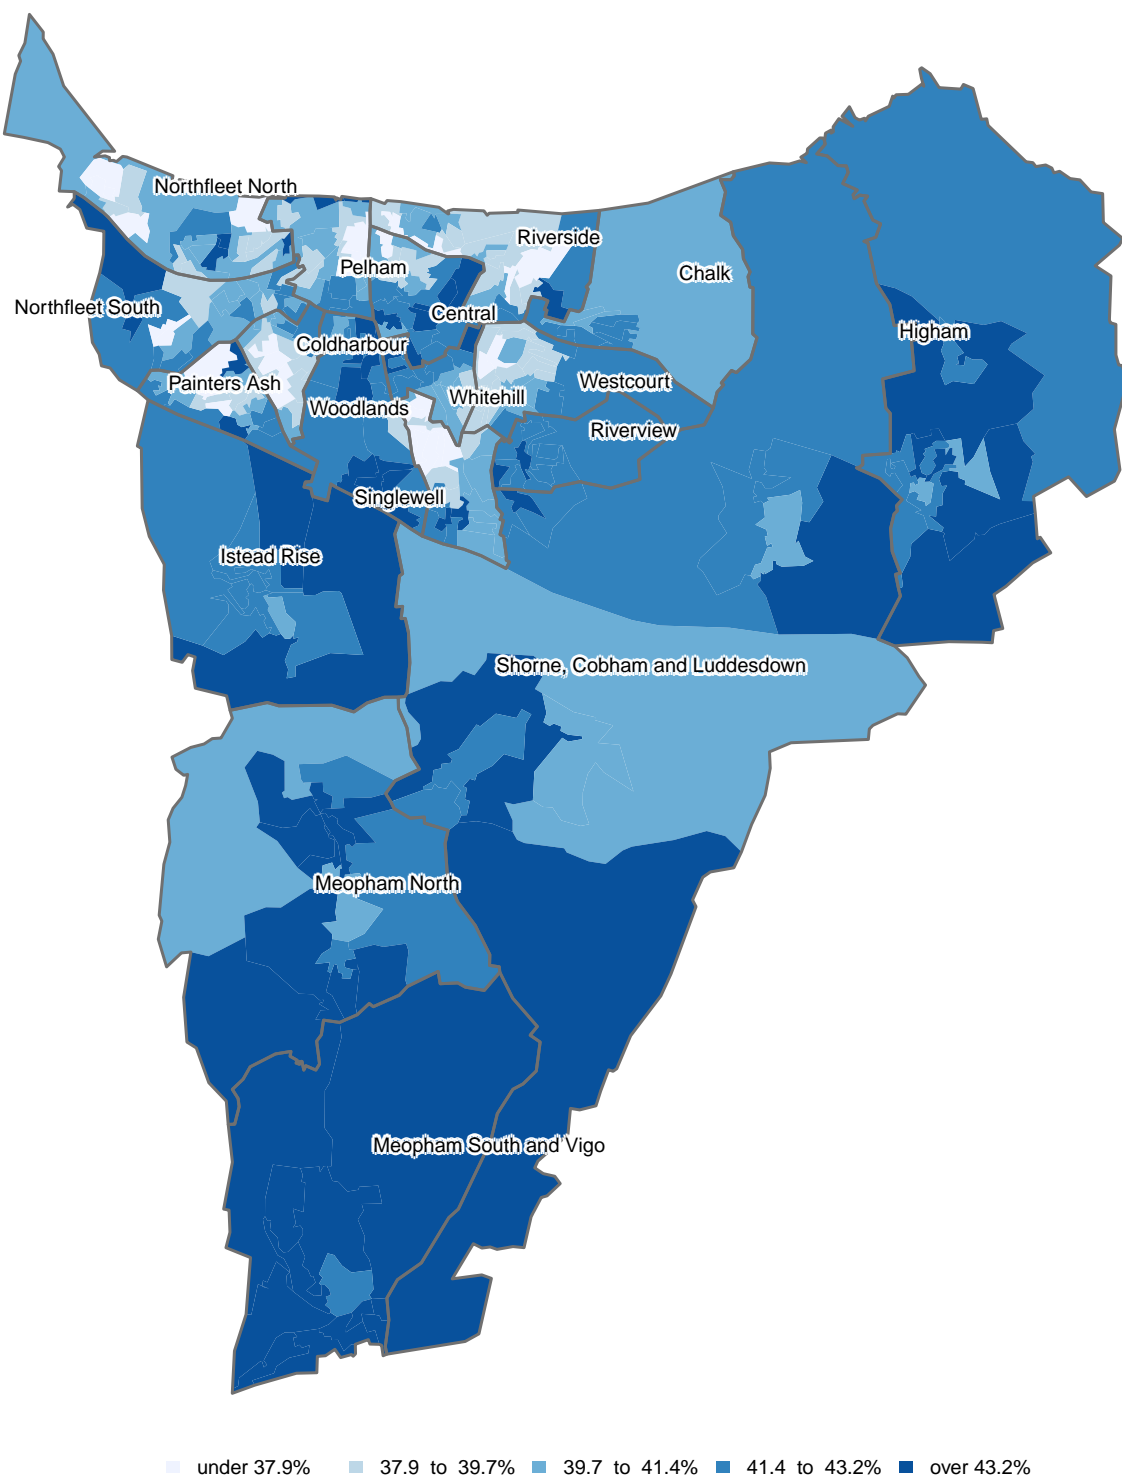 Northfleet North
Riverside
Pelham
Chalk
Northfleet South
Central
Higham
Coldharbour
Painters Ash
Westcourt
Whitehill
Woodlands
Riverview
Singlewell
Istead Rise
Shorne, Cobham and Luddesdown
Meopham North
Meopham South and Vigo
under 37.9% 37.9 to 39.7% 39.7 to 41.4% 41.4 to 43.2% over 43.2%